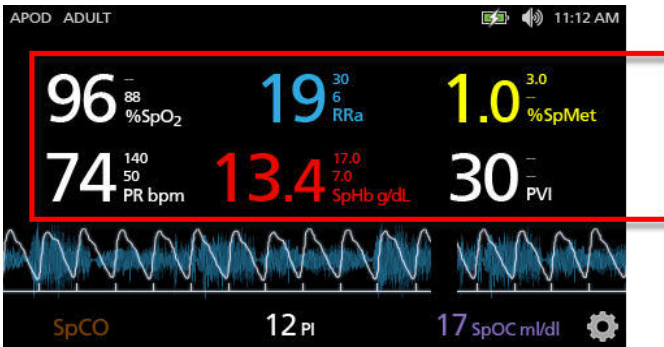 APOD ADULT 11:12 AM
96 -- 88 %SpO2
19 30 6 RRa
1.0 3.0 -- %SpMet
74 140 50 PR bpm
13.4 17.0 7.0 SpHb g/dL
30 -- -- PVI
SpCO 12 PI 17 SpOC ml/dl